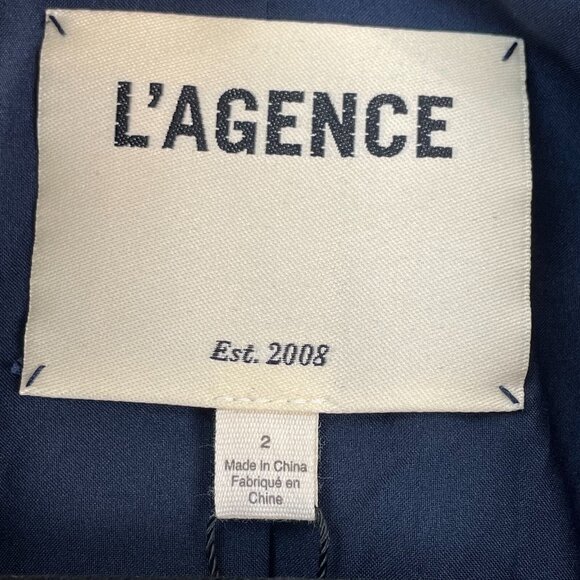 L'AGENCE
Est. 2008
2
Made in China
Fabriqué en
Chine